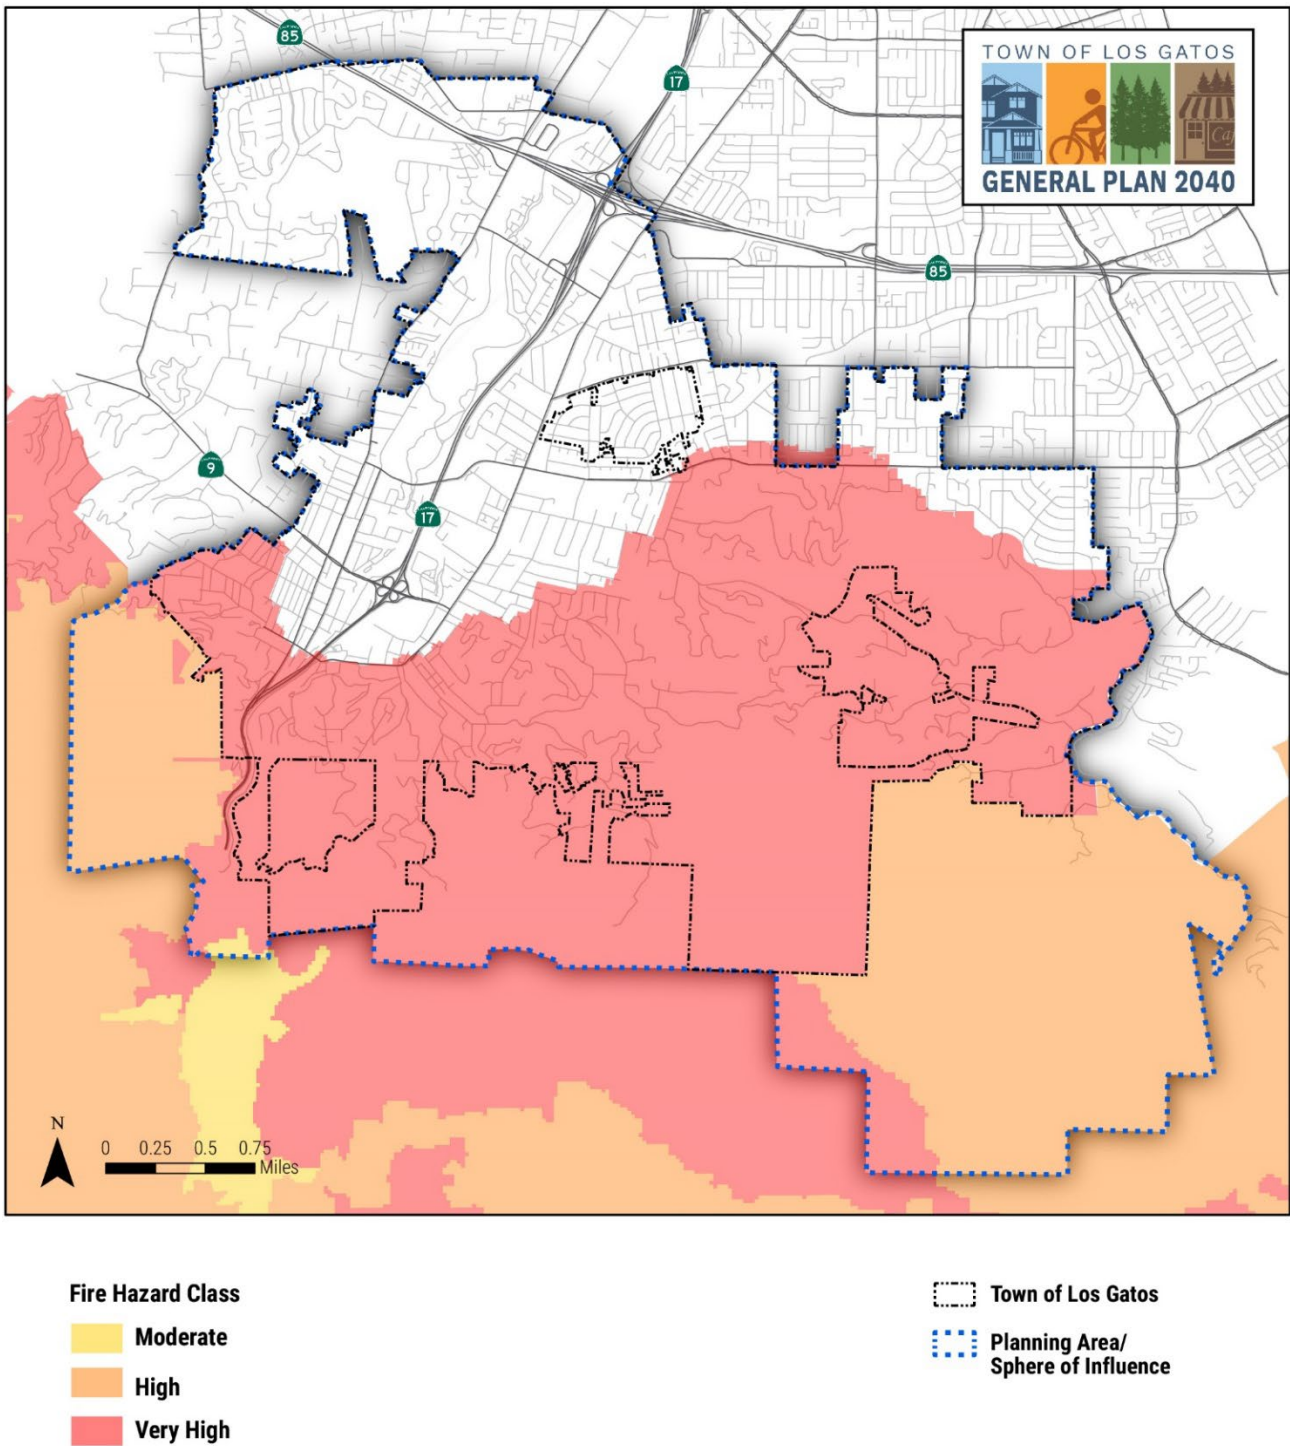 85
17
TOWN OF LOS GATOS
GENERAL PLAN 2040
85
9
17
N
0 0.25 0.5 0.75
Miles
Fire Hazard Class
Moderate
High
Very High
Town of Los Gatos
Planning Area/
Sphere of Influence